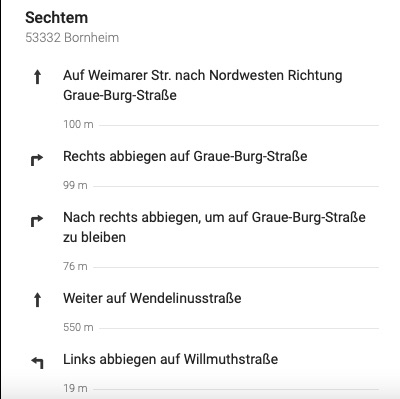 Sechtem
53332 Bornheim
Auf Weimarer Str. nach Nordwesten Richtung
Graue-Burg-Straße
100 m
Rechts abbiegen auf Graue-Burg-Straße
99 m
Nach rechts abbiegen, um auf Graue-Burg-Straße
zu bleiben
76 m
Weiter auf Wendelinusstraße
550 m
Links abbiegen auf Willmuthstraße
19 m